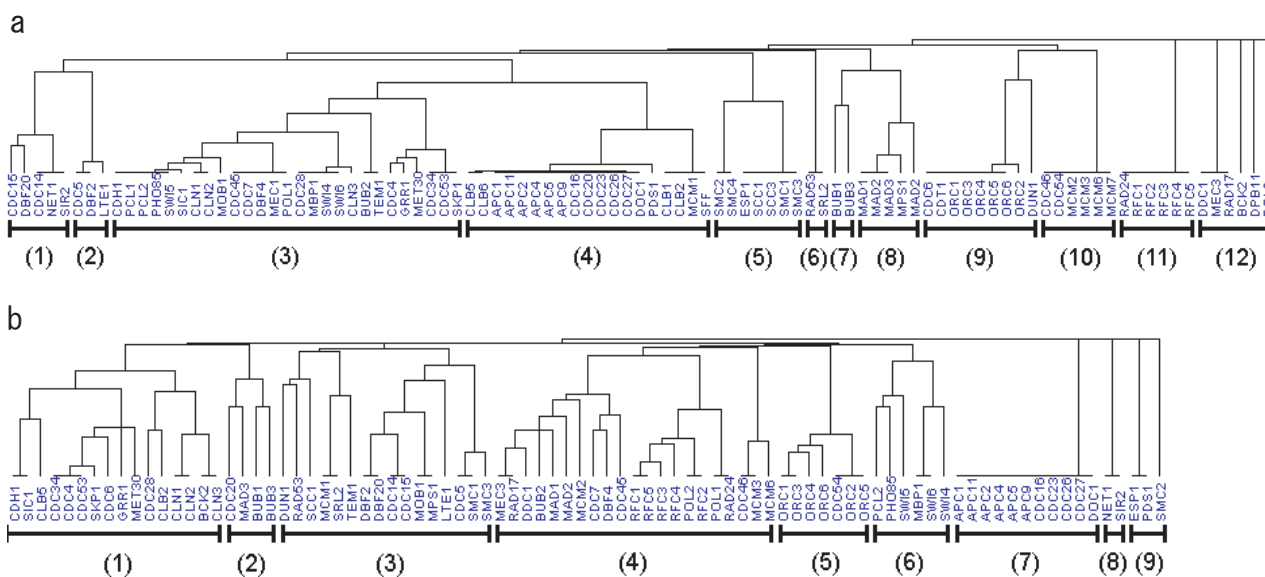 a
CDC15 DBF20 CDC14 NET1 SIR2 DC5 DBF2 LTE1 DH1 PCL1 PCL2 PHO85 SWI5 SIC1 CLN1 CLN2 MOB1 CDC45 CDC7 DBF4 MEC1 POL1 CDC28 MBP1 SWI4 SWI6 CLN3 BUB2 TEM1 CDC4 GRR1 MET30 CDC34 CDC53 SKP1 CLB5 CLB6 APC1 APC11 APC2 APC4 APC5 APC9 CDC16 CDC20 CDC23 CDC26 CDC27 DOC1 PDS1 CLB1 CLB2 MCM1 SFF SMC2 SMC4 ESP1 SCC1 SCC3 SMC1 SMC3 RAD53 SRL2 BUB1 BUB3 MAD1 MAD2 MAD3 MPS1 MAD2 CDC6 CDT1 ORC1 ORC3 ORC4 ORC5 ORC6 ORC2 DUN1 CDC46 CDC54 MCM2 MCM3 MCM6 MCM7 RAD24 RFC1 RFC2 RFC3 RFC4 RFC5 DDC1 MEC3 RAD17 BCK2 DPB11
(1) (2) (3) (4) (5) (6) (7) (8) (9) (10) (11) (12)
b
CDH1 SIC1 CLB5 CDC34 CDC4 CDC53 SKP1 CDC6 GRR1 MET30 CDC28 CLB2 CLN1 CLN2 BCK2 CLN3 CDC20 MAD3 BUB1 BUB3 DUN1 RAD53 SCC1 MCM1 SRL2 TEM1 DBF2 DBF20 CDC14 CDC15 MOB1 MPS1 LTE1 CDC5 SMC1 SMC3 MEC3 RAD17 DDC1 BUB2 MAD1 MAD2 MCM2 CDC7 DBF4 CDC45 RFC1 RFC5 RFC3 RFC4 POL2 RFC2 POL1 RAD24 CDC46 MCM3 MCM6 ORC1 ORC3 ORC4 ORC6 CDC54 ORC2 ORC5 PCL2 PHO85 SWI5 MBP1 SWI6 SWI4 APC1 APC11 APC2 APC4 APC5 APC9 CDC16 CDC23 CDC26 CDC27 DOC1 NET1 SIR2 ESP1 PDS1 SMC2
(1) (2) (3) (4) (5) (6) (7) (8) (9)